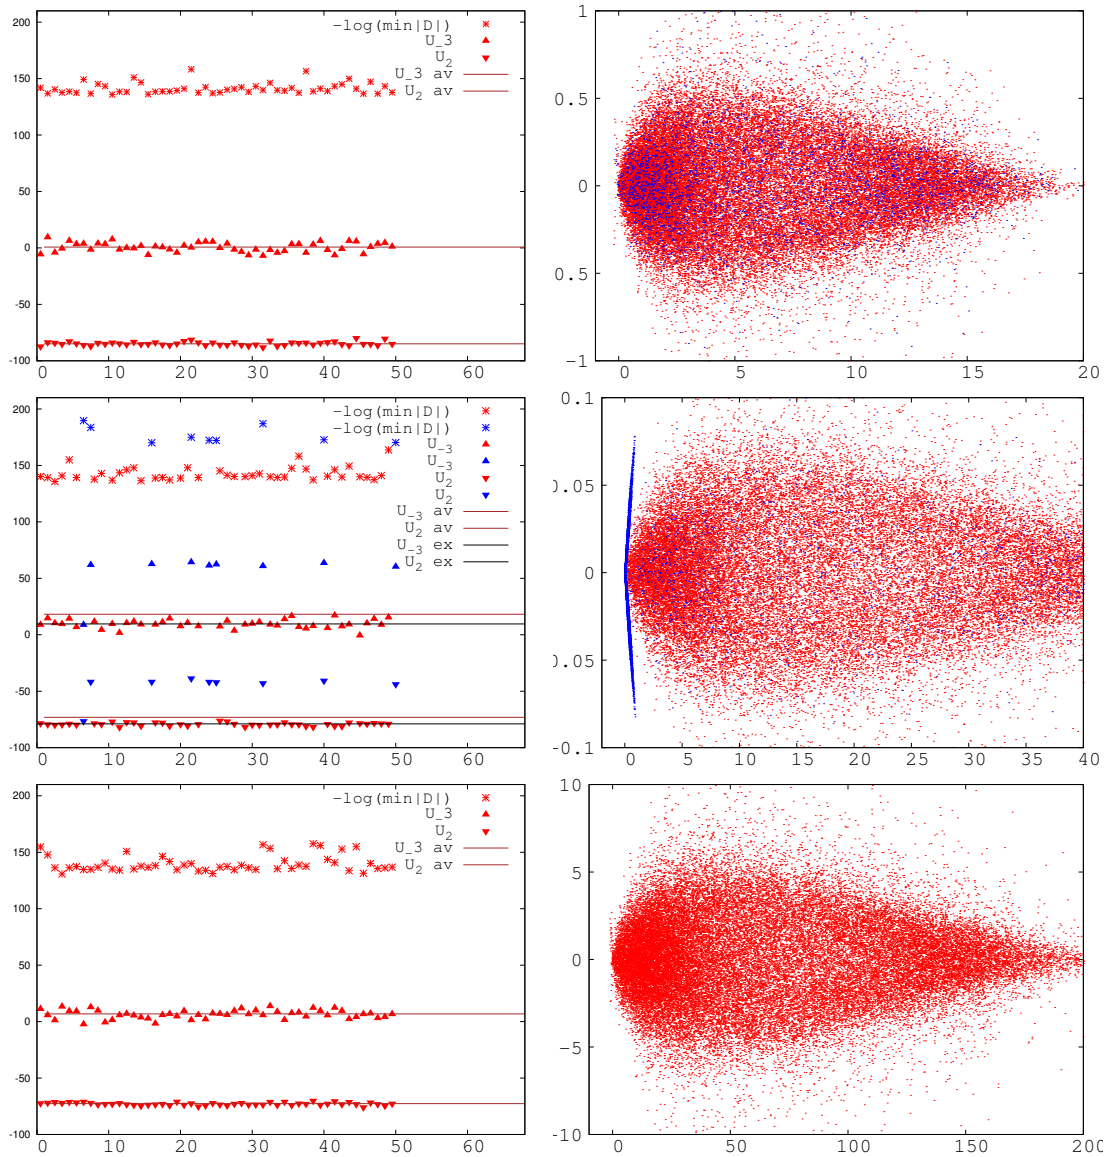 200
150
100
50
0
-50
-100
0 10 20 30 40 50 60
-log(min|D|)
U_3
U2
U_3 av
U2 av
1
0.5
0
0.5
-1
0 5 10 15 20
200
150
100
50
0
-50
-100
0 10 20 30 40 50 60
-log(min|D|)
-log(min|D|)
U_3
U_3
U2
U2
U_3 av
U2 av
U_3 ex
U2 ex
0.1
0.05
0
0.05
-0.1
0 5 10 15 20 25 30 35 40
200
150
100
50
0
-50
-100
0 10 20 30 40 50 60
-log(min|D|)
U_3
U2
U_3 av
U2 av
10
5
0
-5
-10
0 50 100 150 200